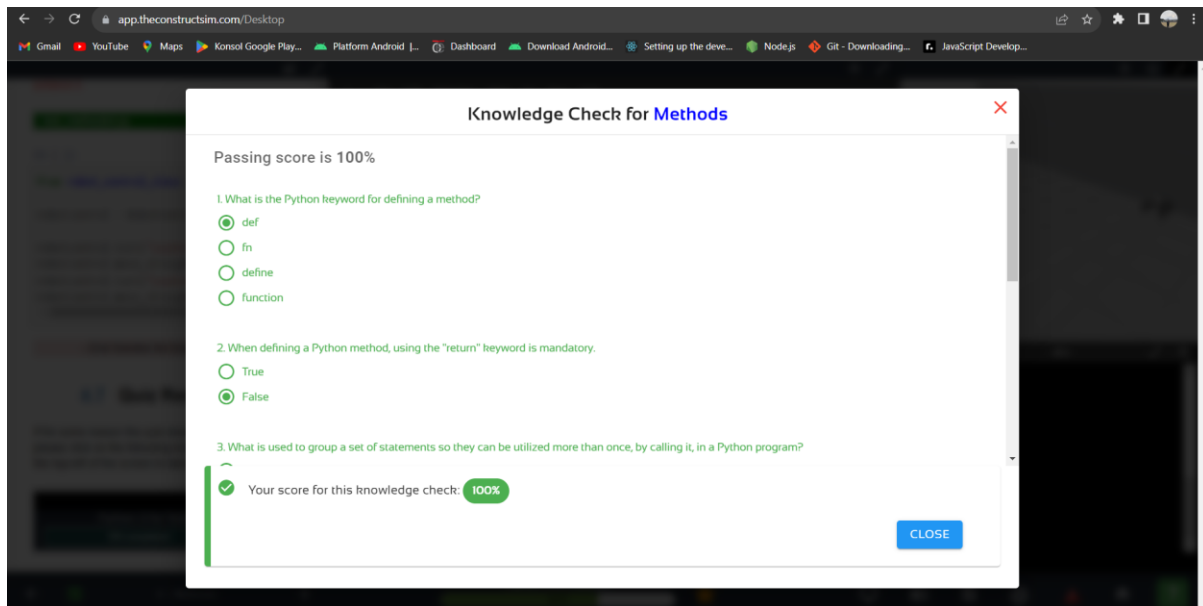 app.theconstructsim.com/Desktop
Gmail YouTube Maps Konsol Google Play... Platform Android |... Dashboard Download Android... Setting up the deve... Node.js Git - Downloading... JavaScript Develop...
Knowledge Check for Methods
Passing score is 100%
1. What is the Python keyword for defining a method?
def
fn
define
function
2. When defining a Python method, using the "return" keyword is mandatory.
True
False
3. What is used to group a set of statements so they can be utilized more than once, by calling it, in a Python program?
Your score for this knowledge check: 100%
CLOSE